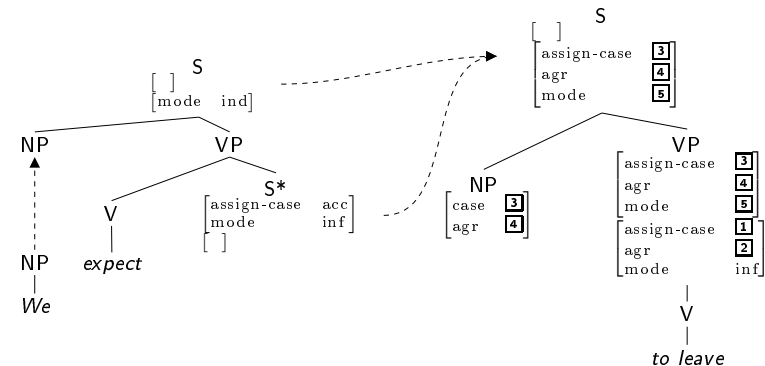 S
[ ]
[mode ind]
NP VP
V S*
[assign-case acc
mode inf]
[ ]
NP expect
We
S
[ ]
[assign-case 3
agr 4
mode 5]
NP VP
[case 3
agr 4]
[assign-case 3
agr 4
mode 5]
[assign-case 1
agr 2
mode inf]
V
to leave